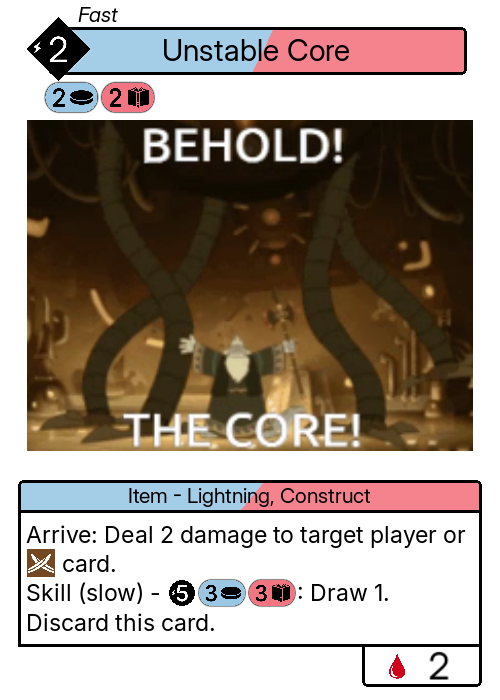 Fast
2 Unstable Core
2 2
BEHOLD!
THE CORE!
Item - Lightning, Construct
Arrive: Deal 2 damage to target player or
card.
Skill (slow) - 5 3 3 : Draw 1.
Discard this card.
2